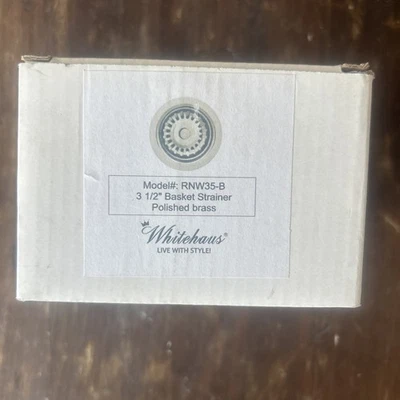 Model#: RNW35-B
3 1/2" Basket Strainer
Polished brass
Whitehaus®
LIVE WITH STYLE!